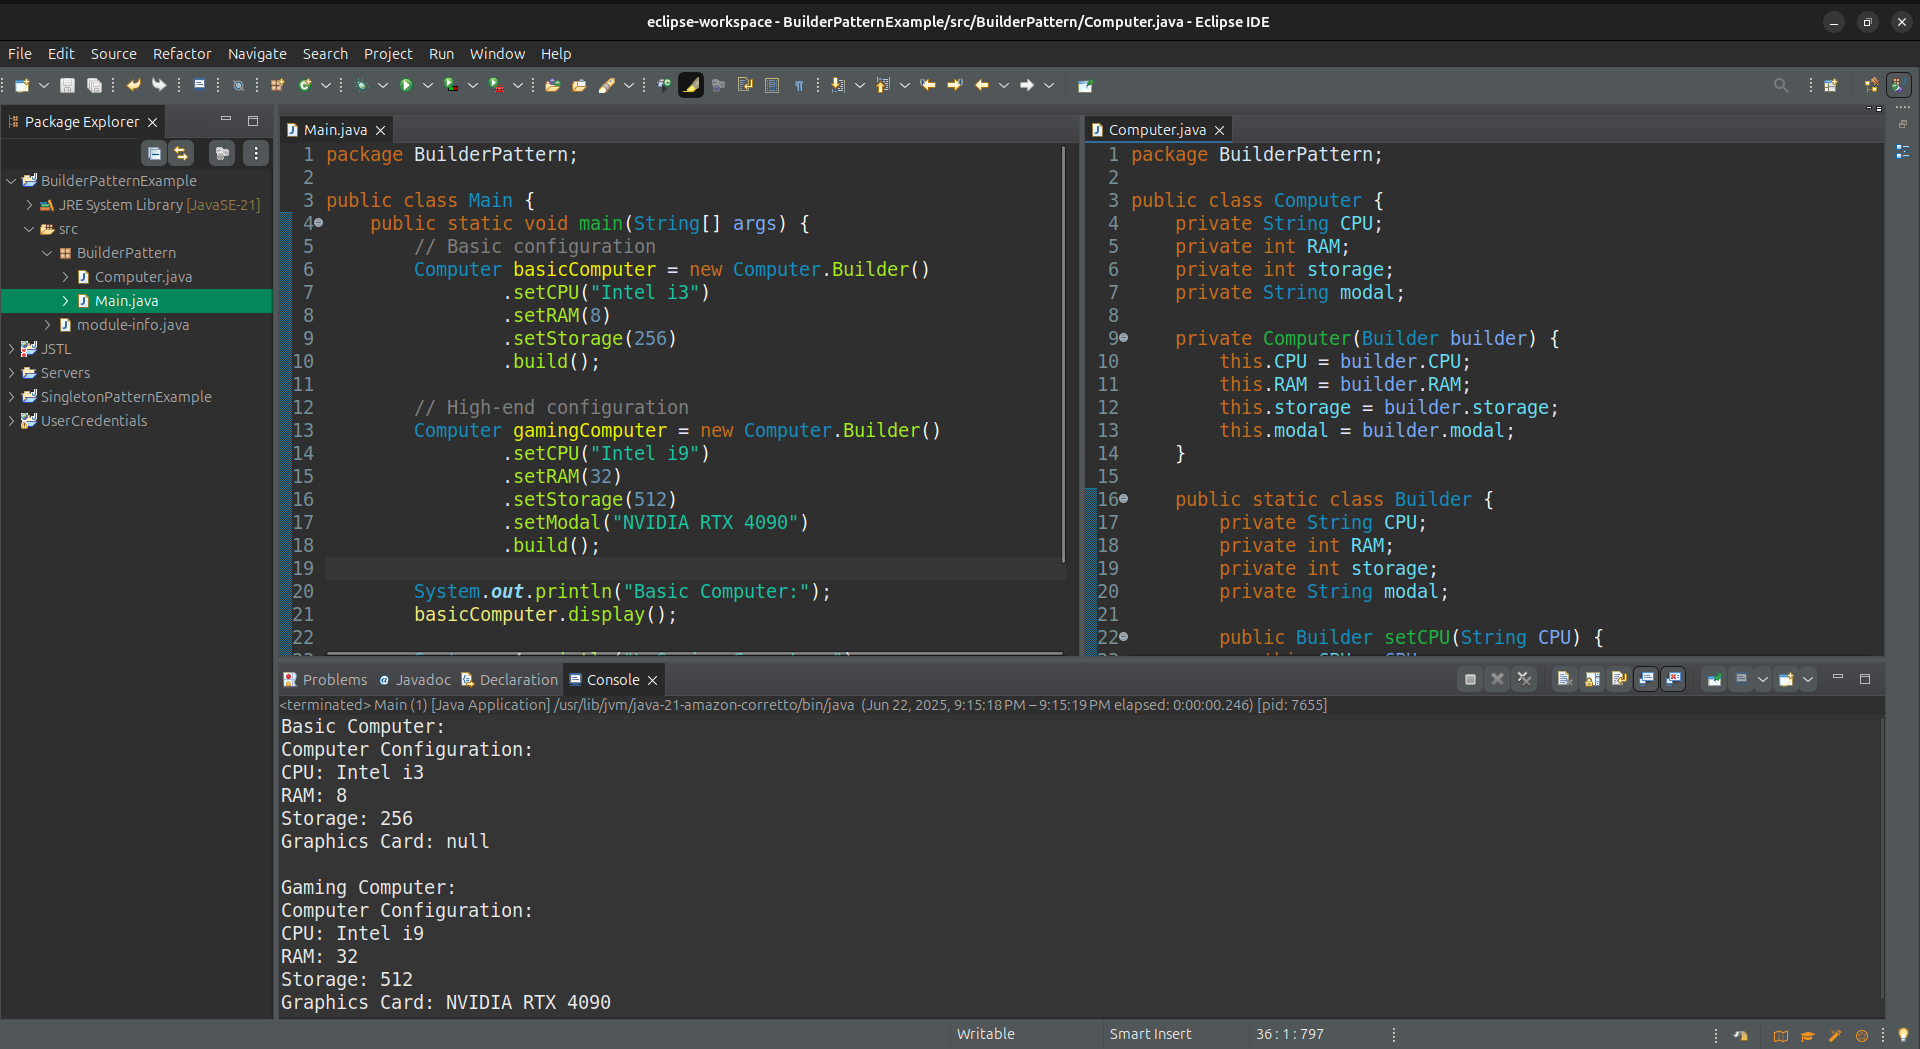 eclipse-workspace - BuilderPatternExample/src/BuilderPattern/Computer.java - Eclipse IDE
File Edit Source Refactor Navigate Search Project Run Window Help
Package Explorer
BuilderPatternExample
JRE System Library [JavaSE-21]
src
BuilderPattern
Computer.java
Main.java
module-info.java
JSTL
Servers
SingletonPatternExample
UserCredentials
Main.java
1 package BuilderPattern;
2
3 public class Main {
4 public static void main(String[] args) {
5 // Basic configuration
6 Computer basicComputer = new Computer.Builder()
7 .setCPU("Intel i3")
8 .setRAM(8)
9 .setStorage(256)
10 .build();
11
12 // High-end configuration
13 Computer gamingComputer = new Computer.Builder()
14 .setCPU("Intel i9")
15 .setRAM(32)
16 .setStorage(512)
17 .setModal("NVIDIA RTX 4090")
18 .build();
19
20 System.out.println("Basic Computer:");
21 basicComputer.display();
22
Computer.java
1 package BuilderPattern;
2
3 public class Computer {
4 private String CPU;
5 private int RAM;
6 private int storage;
7 private String modal;
8
9 private Computer(Builder builder) {
10 this.CPU = builder.CPU;
11 this.RAM = builder.RAM;
12 this.storage = builder.storage;
13 this.modal = builder.modal;
14 }
15
16 public static class Builder {
17 private String CPU;
18 private int RAM;
19 private int storage;
20 private String modal;
21
22 public Builder setCPU(String CPU) {
Problems Javadoc Declaration Console
<terminated> Main (1) [Java Application] /usr/lib/jvm/java-21-amazon-corretto/bin/java (Jun 22, 2025, 9:15:18 PM – 9:15:19 PM elapsed: 0:00:00.246) [pid: 7655]
Basic Computer:
Computer Configuration:
CPU: Intel i3
RAM: 8
Storage: 256
Graphics Card: null
Gaming Computer:
Computer Configuration:
CPU: Intel i9
RAM: 32
Storage: 512
Graphics Card: NVIDIA RTX 4090
Writable Smart Insert 36 : 1 : 797